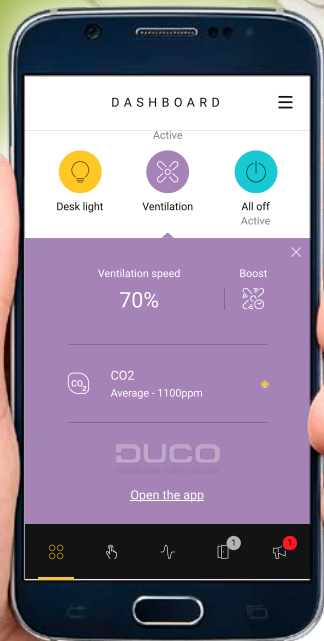 DASHBOARD
Active
Desk light
Ventilation
All off
Active
Ventilation speed
Boost
70%
CO2
CO2
Average - 1100ppm
DUCO
Open the app
1
1